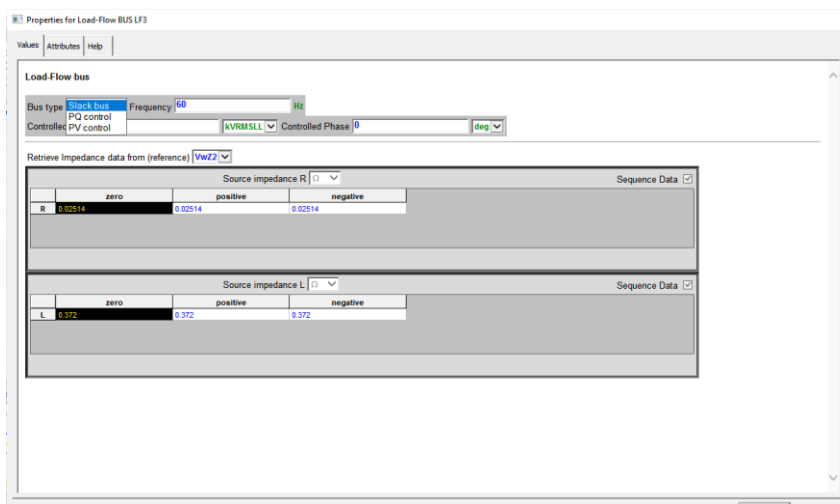 Properties for Load-Flow BUS LF3
Values Attributes Help
Load-Flow bus
Bus type Slack bus Frequency 60 Hz
PQ control
Controlled PV control kVRMSLL Controlled Phase 0 deg
Retrieve Impedance data from (reference) VwZ2
Source impedance R Ω Sequence Data
zero positive negative
R 0.02514 0.02514 0.02514
Source impedance L Ω Sequence Data
zero positive negative
L 0.372 0.372 0.372